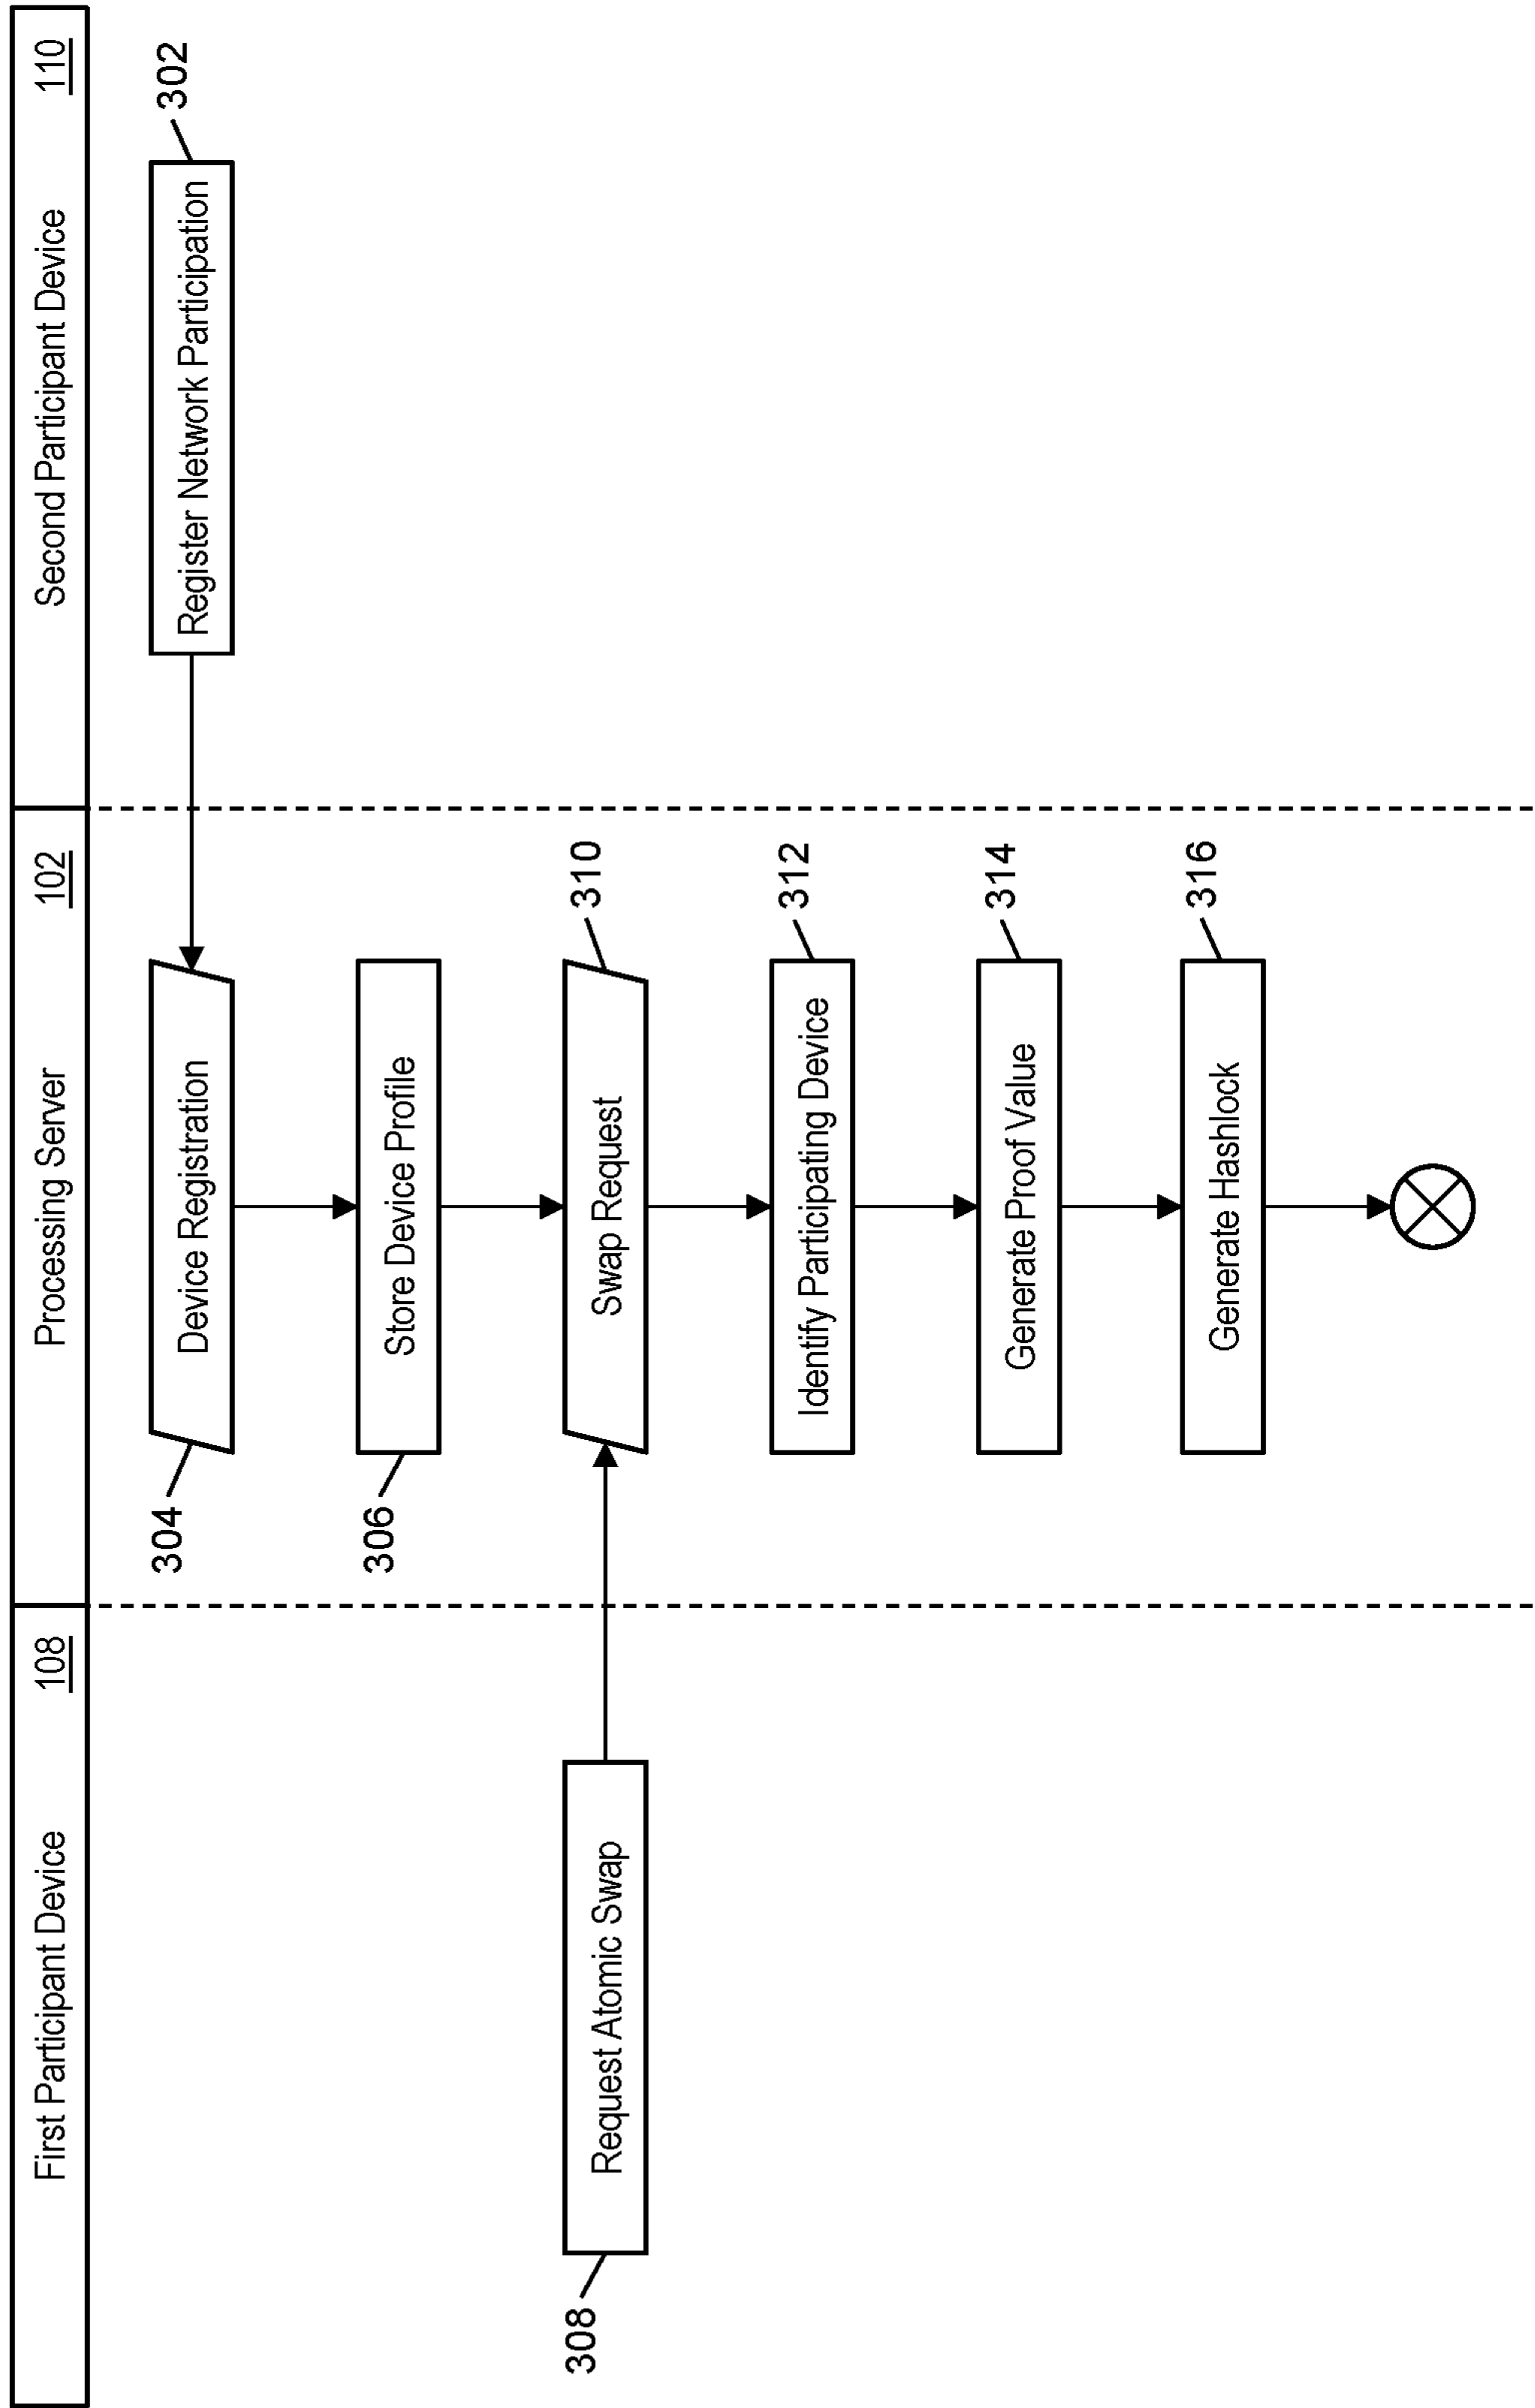 First Participant Device 108
Processing Server 102
Second Participant Device 110
Register Network Participation
302
304
Device Registration
306
Store Device Profile
308
Request Atomic Swap
Swap Request
310
Identify Participating Device
312
Generate Proof Value
314
Generate Hashlock
316